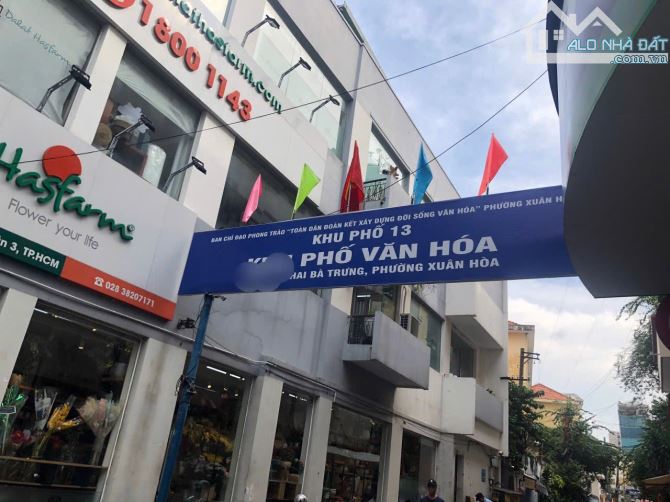 ALO NHÀ ĐẤT
.com.vn
hasfarm.com
1800 1143
Dalat Hasfarm
Hasfarm
Flower your life
n 3, TP.HCM
028 38207171
BAN CHỈ ĐẠO PHONG TRÀO "TOÀN DÂN ĐOÀN KẾT XÂY DỰNG ĐỜI SỐNG VĂN HÓA" PHƯỜNG XUÂN H
KHU PHỐ 13
PHỐ VĂN HÓA
HAI BÀ TRƯNG, PHƯỜNG XUÂN HÒA